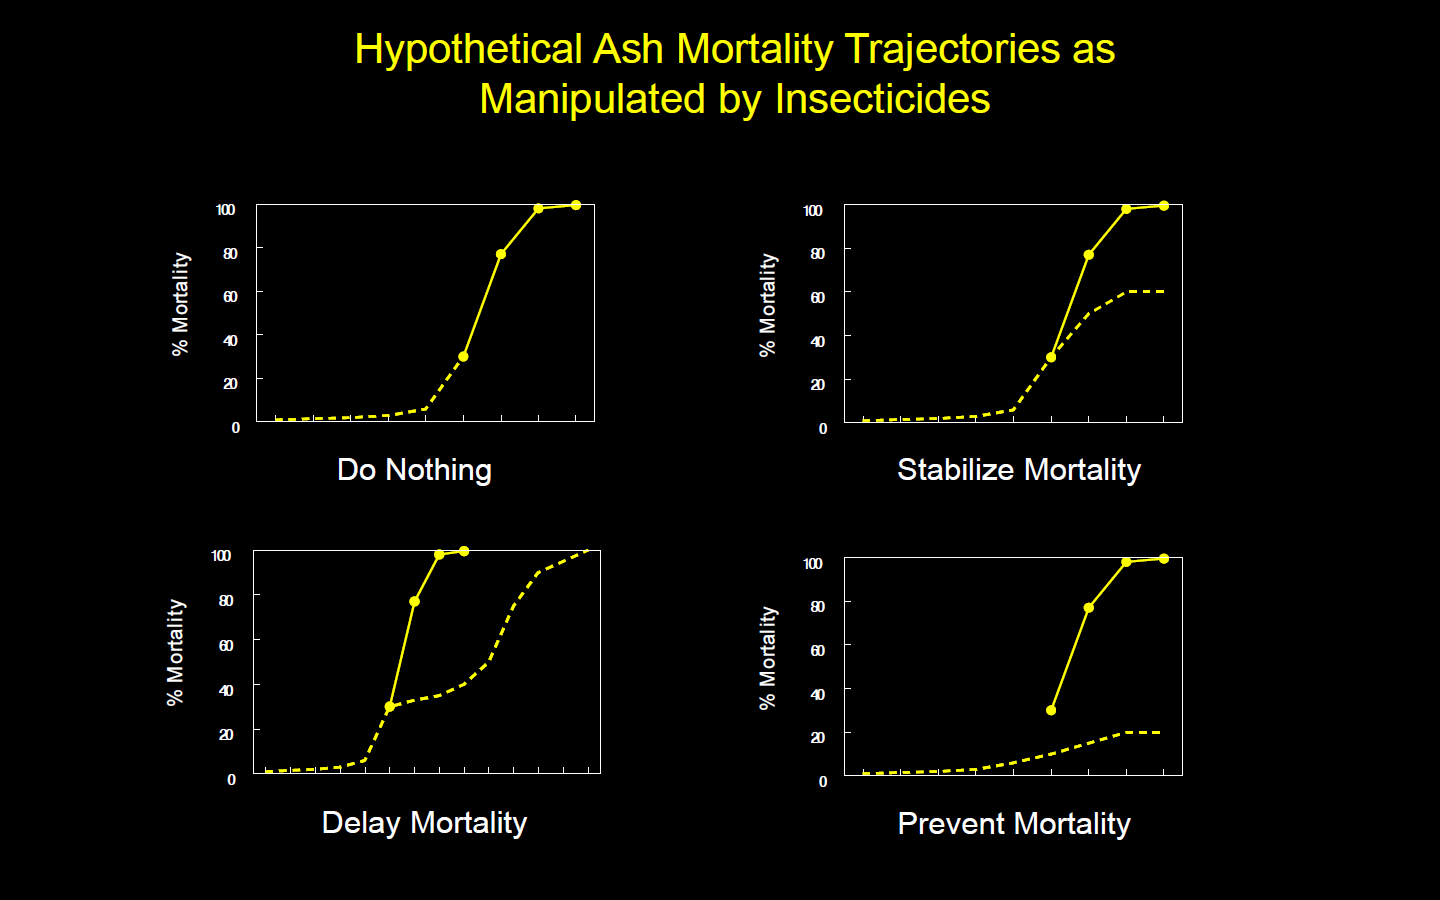 Hypothetical Ash Mortality Trajectories as
Manipulated by Insecticides
% Mortality
100
80
60
40
20
0
Do Nothing
% Mortality
100
80
60
40
20
0
Stabilize Mortality
% Mortality
100
80
60
40
20
0
Delay Mortality
% Mortality
100
80
60
40
20
0
Prevent Mortality